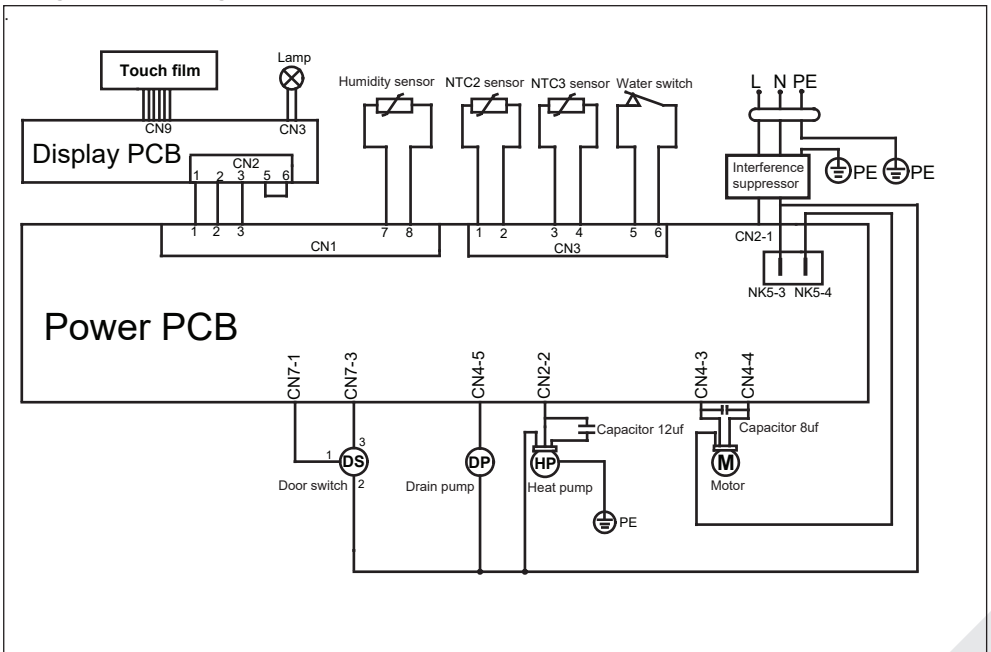 Touch film
Lamp
Humidity sensor
NTC2 sensor
NTC3 sensor
Water switch
L N PE
CN9
CN3
Display PCB
CN2
1 2 3 5 6
Interference
suppressor
PE
PE
1 2 3
7 8
CN1
1 2 3 4 5 6
CN3
CN2-1
NK5-3 NK5-4
Power PCB
CN7-1
CN7-3
CN4-5
CN2-2
CN4-3
CN4-4
Capacitor 12uf
Capacitor 8uf
1
3
2
DS
DP
HP
M
Door switch
Drain pump
Heat pump
Motor
PE